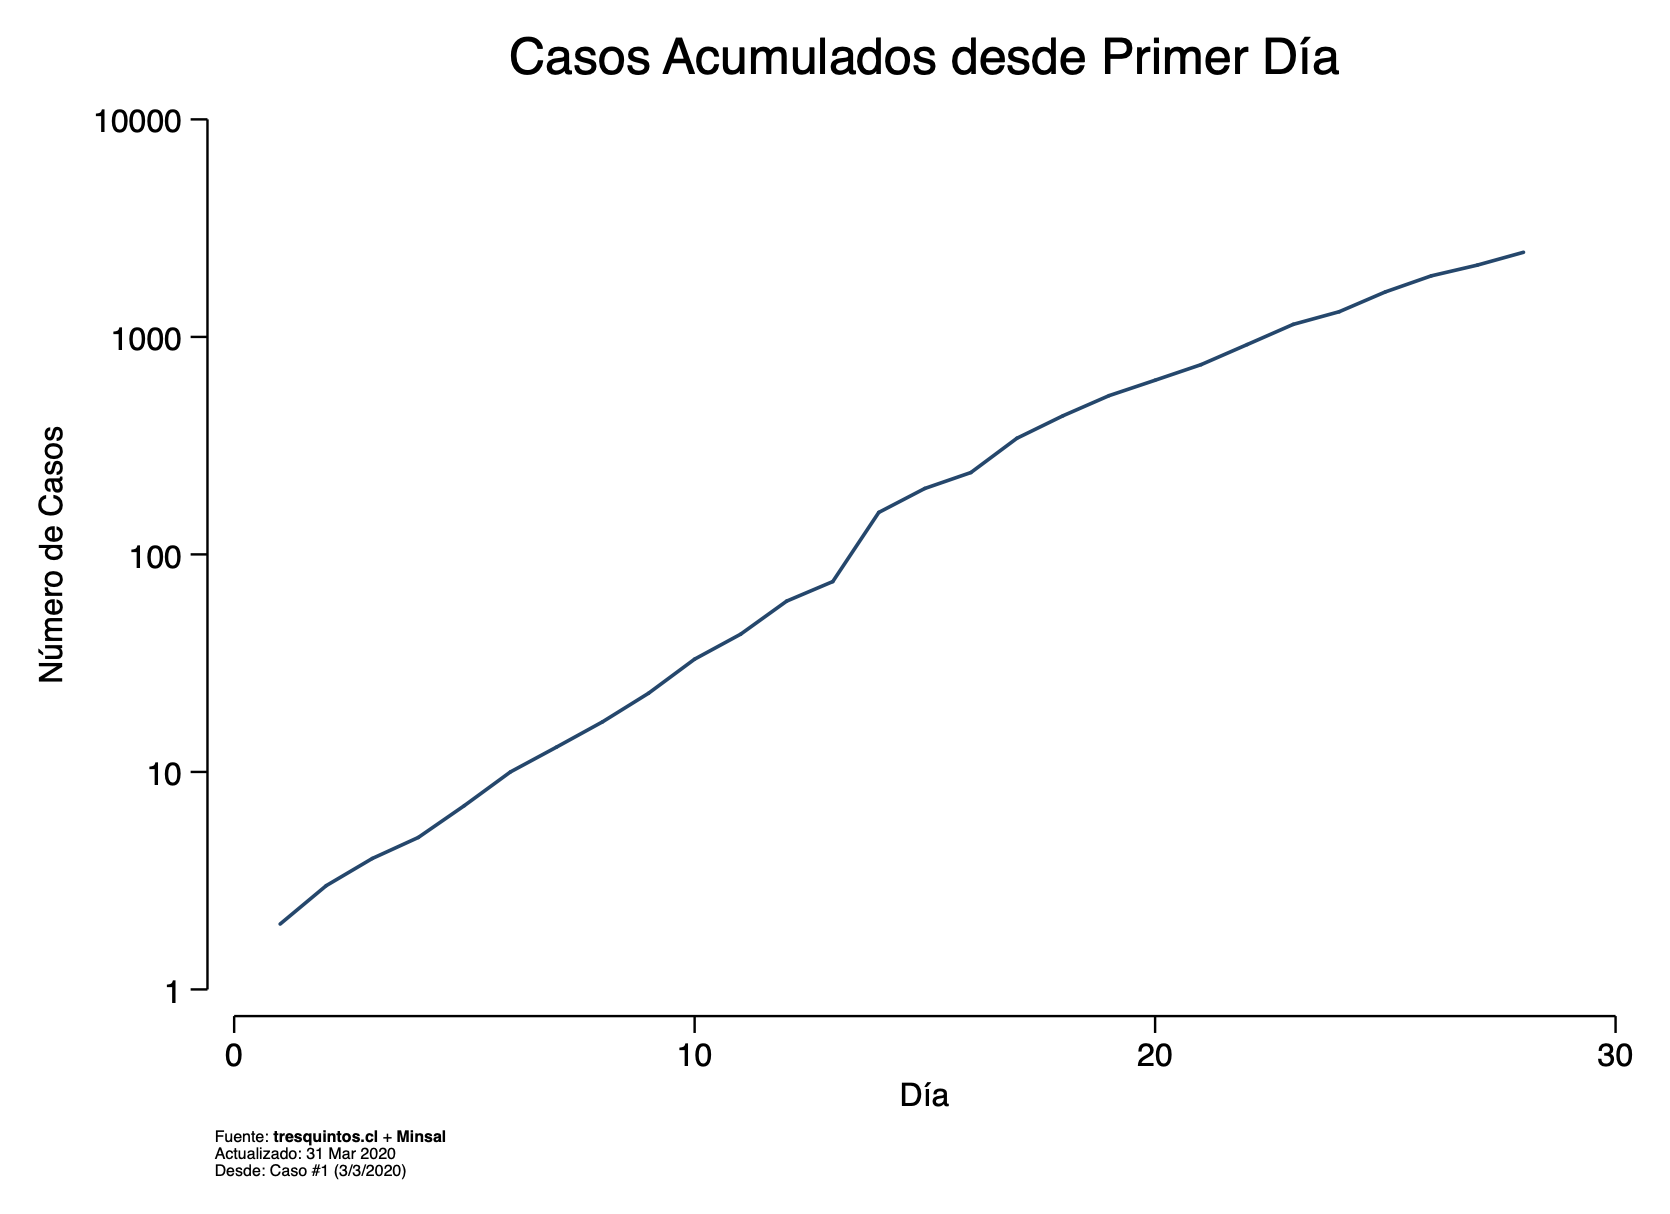 Casos Acumulados desde Primer Día
10000
1000
100
10
1
Número de Casos
0 10 20 30
Día
Fuente: tresquintos.cl + Minsal
Actualizado: 31 Mar 2020
Desde: Caso #1 (3/3/2020)